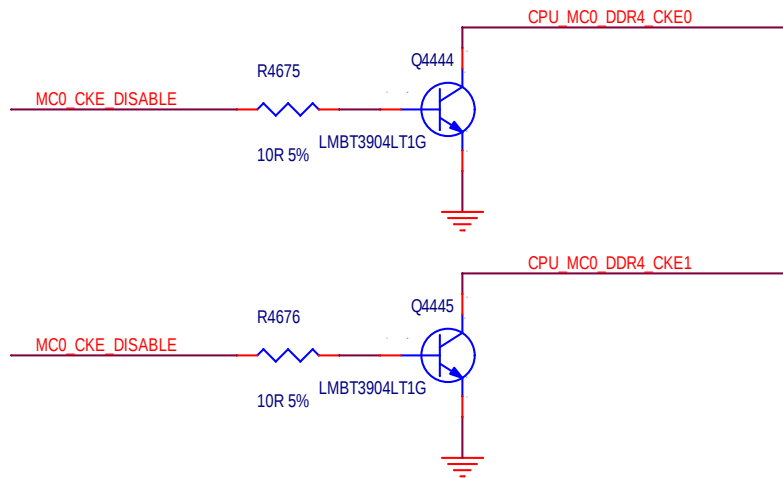 CPU_MC0_DDR4_CKE0
Q4444
R4675
MC0_CKE_DISABLE
LMBT3904LT1G
10R 5%
CPU_MC0_DDR4_CKE1
Q4445
R4676
MC0_CKE_DISABLE
LMBT3904LT1G
10R 5%